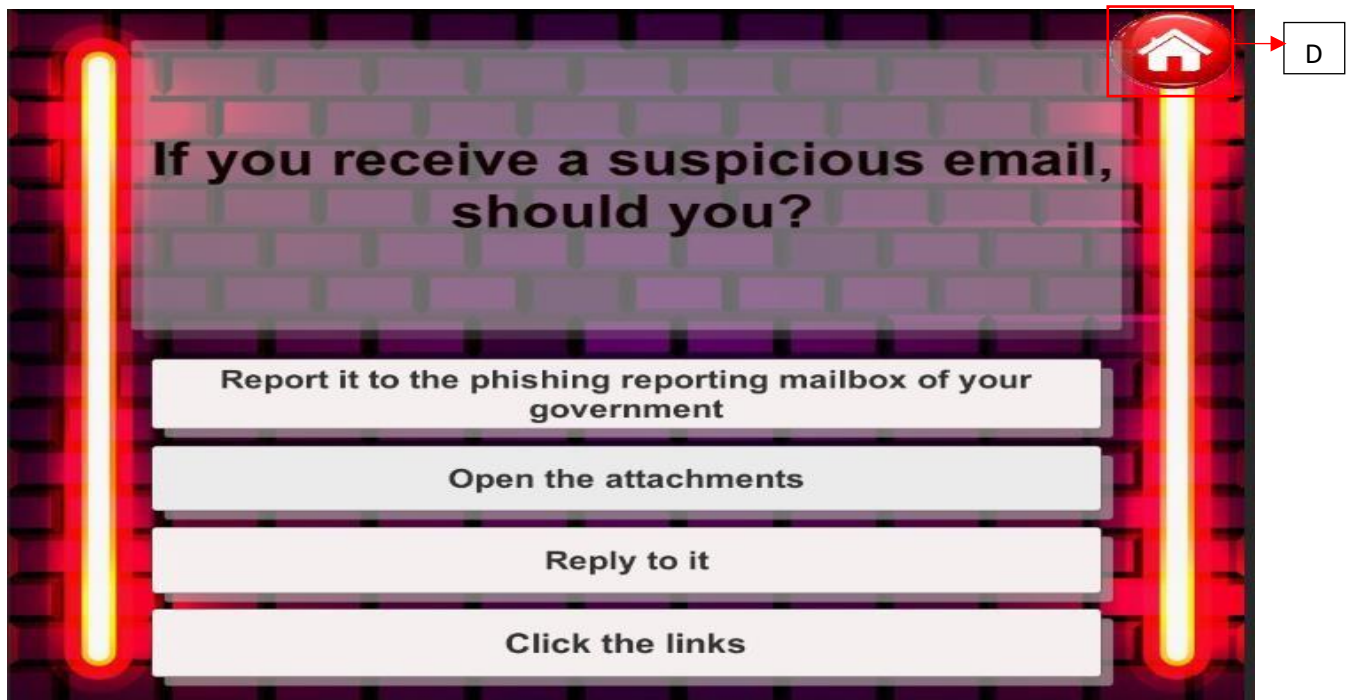 If you receive a suspicious email,
should you?
D
Report it to the phishing reporting mailbox of your
government
Open the attachments
Reply to it
Click the links